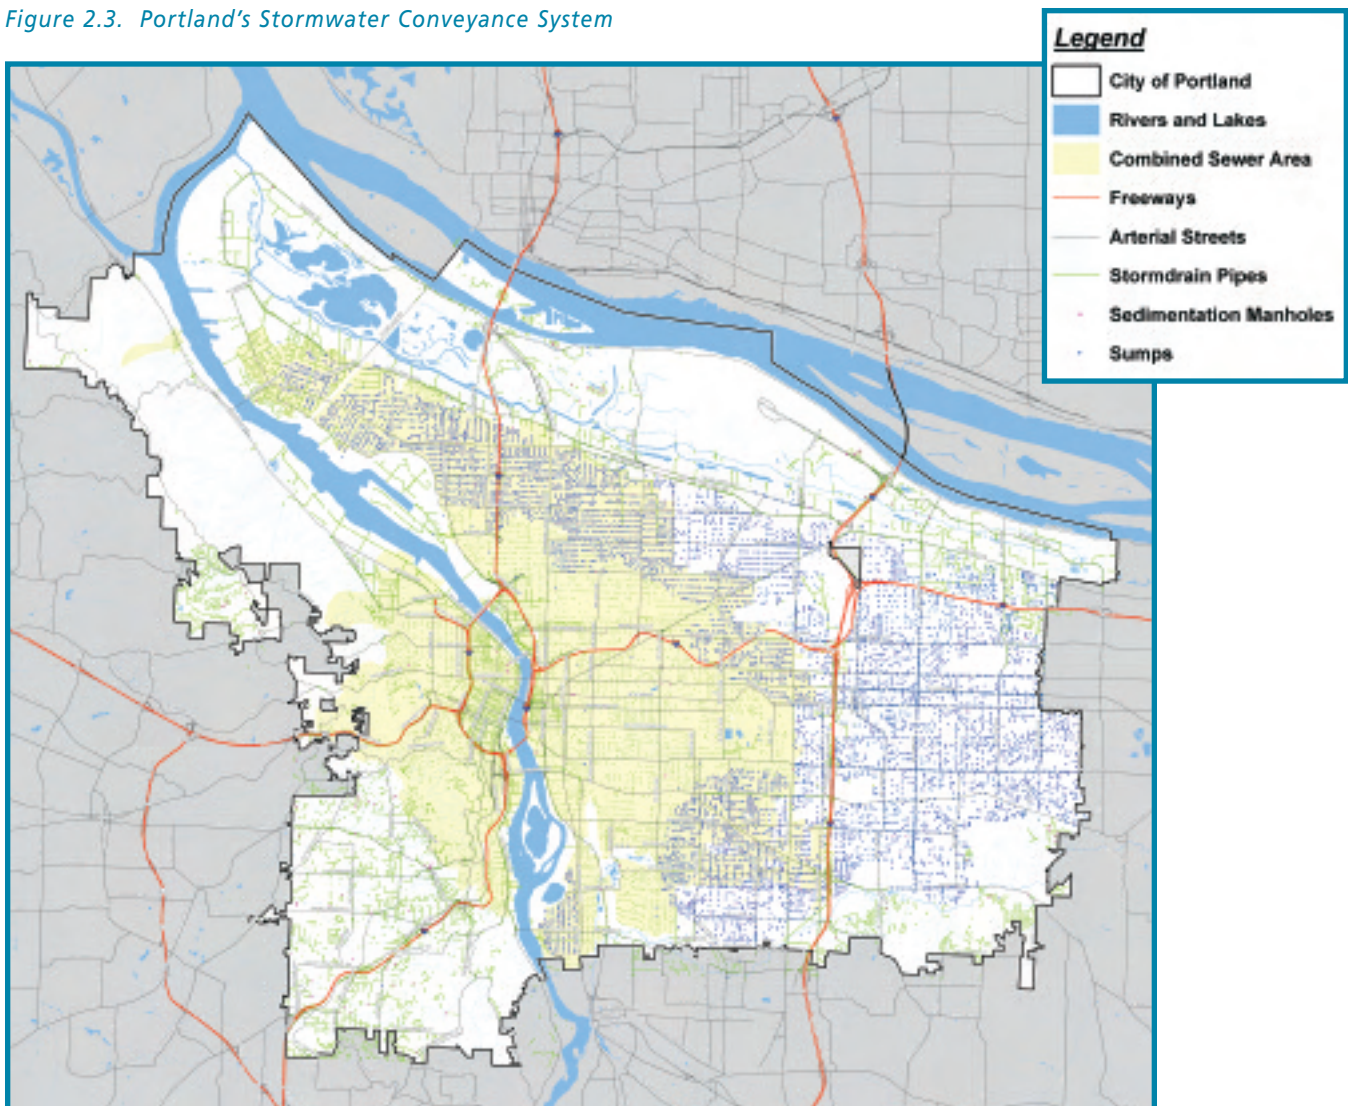 Figure 2.3. Portland's Stormwater Conveyance System
Legend
City of Portland
Rivers and Lakes
Combined Sewer Area
Freeways
Arterial Streets
Stormdrain Pipes
Sedimentation Manholes
Sumps